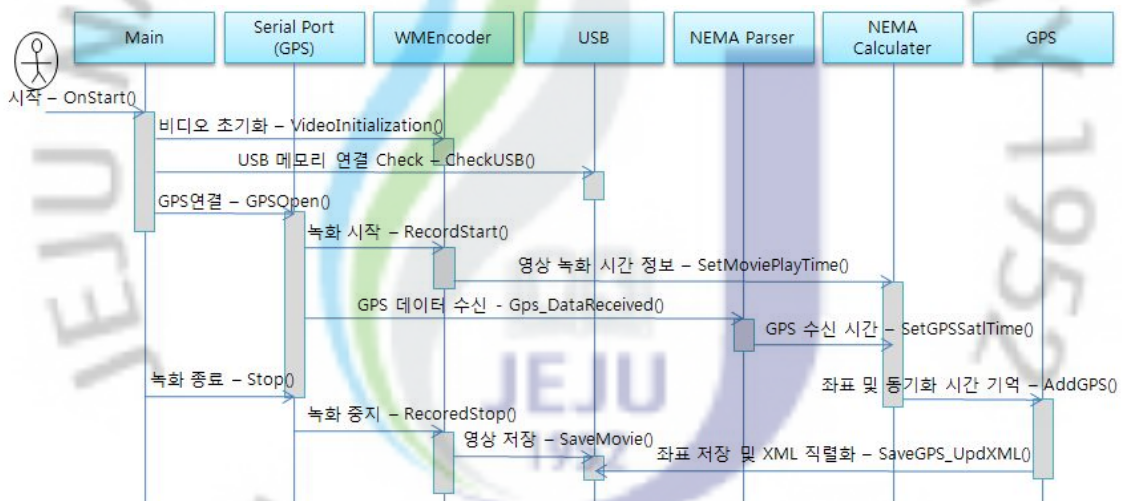 Main
Serial Port
(GPS)
WMEncoder
USB
NEMA Parser
NEMA
Calculater
GPS
시작 – OnStart()
비디오 초기화 – VideoInitialization()
USB 메모리 연결 Check – CheckUSB()
GPS연결 – GPSOpen()
녹화 시작 – RecordStart()
영상 녹화 시간 정보 – SetMoviePlayTime()
GPS 데이터 수신 - Gps_DataReceived()
GPS 수신 시간 – SetGPSSatlTime()
녹화 종료 – Stop()
좌표 및 동기화 시간 기억 – AddGPS()
녹화 중지 – RecoredStop()
영상 저장 – SaveMovie()
좌표 저장 및 XML 직렬화 – SaveGPS_UpdXML()
JEJU
1952
JEJU
1952